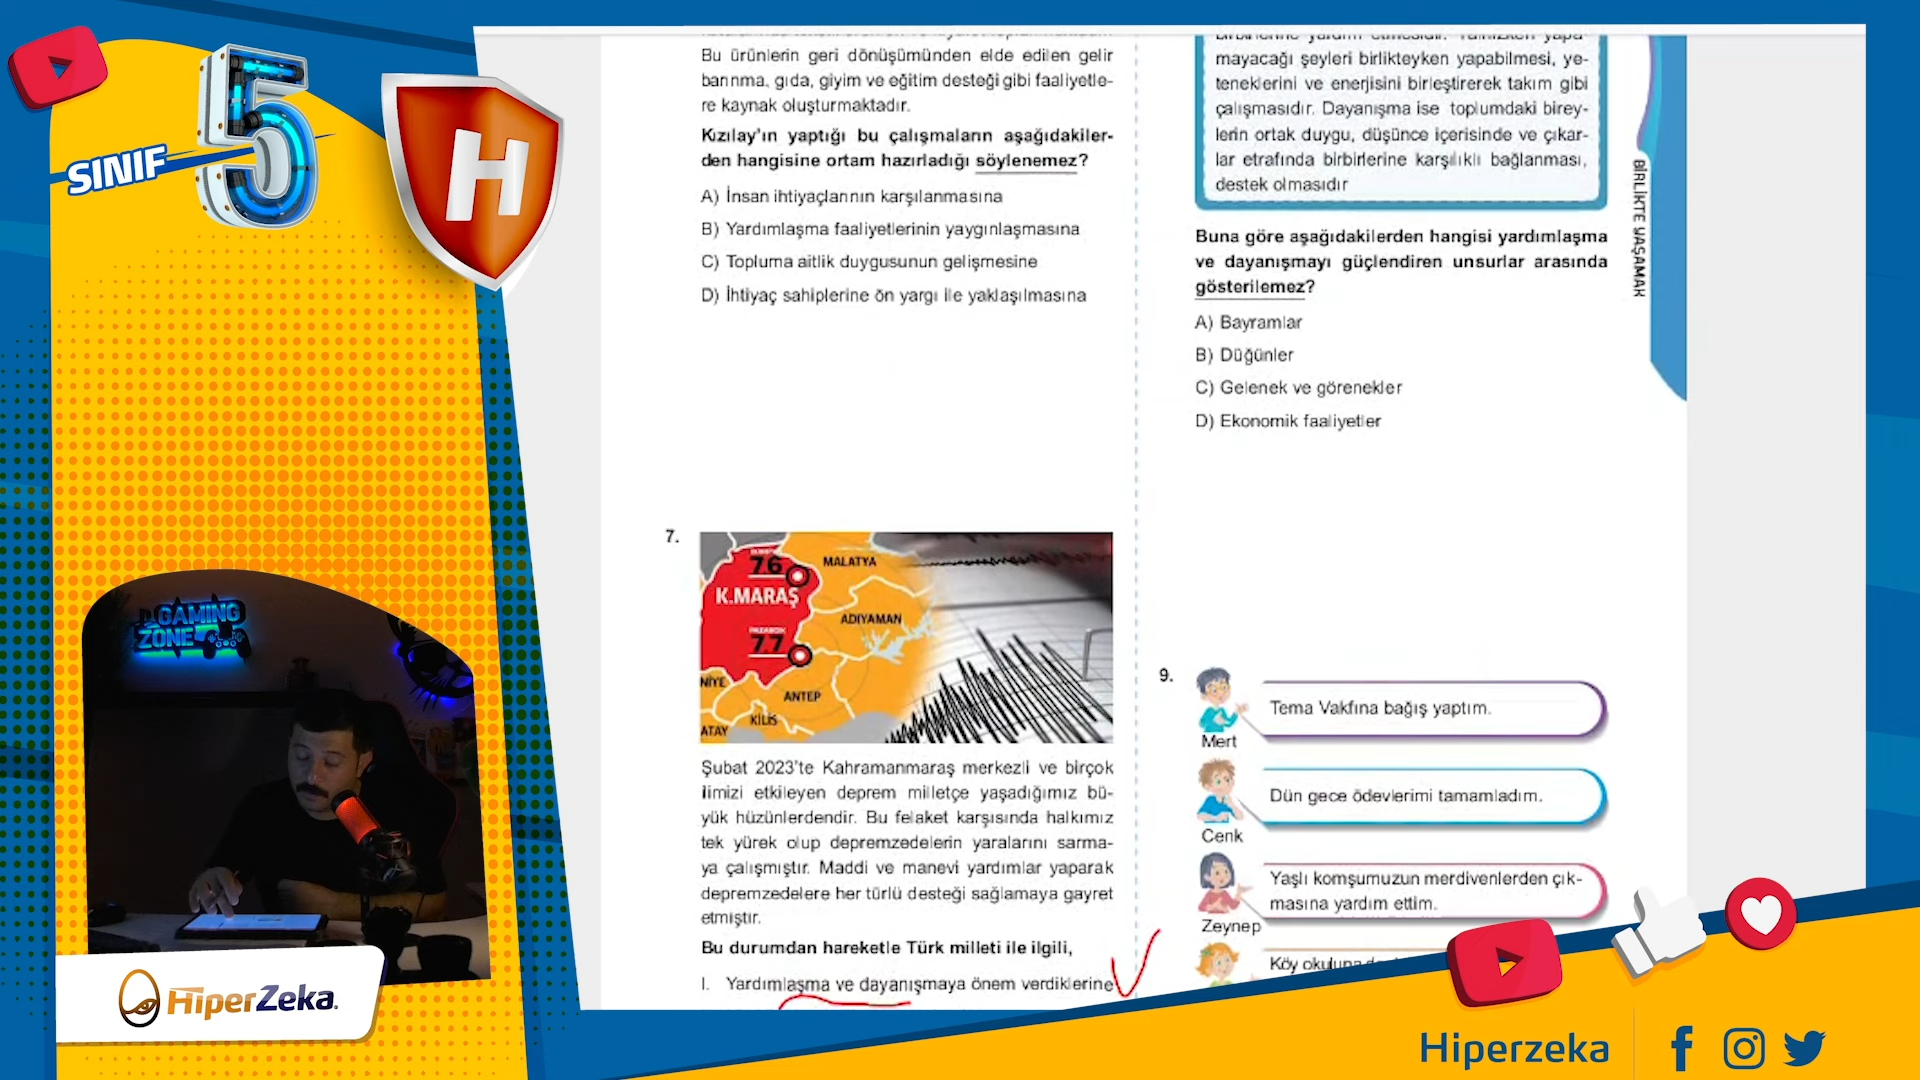 SINIF
5
H
Bu ürünlerin geri dönüşümünden elde edilen gelir
barınma, gıda, giyim ve eğitim desteği gibi faaliyetle-
re kaynak oluşturmaktadır.
Kızılay'ın yaptığı bu çalışmaların aşağıdakiler-
den hangisine ortam hazırladığı söylenemez?
A) İnsan ihtiyaçlarının karşılanmasına
B) Yardımlaşma faaliyetlerinin yaygınlaşmasına
C) Topluma aitlik duygusunun gelişmesine
D) İhtiyaç sahiplerine ön yargı ile yaklaşılmasına
7.
7.6
MALATYA
K.MARAŞ
ADIYAMAN
7.7
NİYE
ANTEP
KİLİS
ATAY
Şubat 2023'te Kahramanmaraş merkezli ve birçok
ilimizi etkileyen deprem milletçe yaşadığımız bü-
yük hüzünlerdendir. Bu felaket karşısında halkımız
tek yürek olup depremzedelerin yaralarını sarma-
ya çalışmıştır. Maddi ve manevi yardımlar yaparak
depremzedelere her türlü desteği sağlamaya gayret
etmiştir.
Bu durumdan hareketle Türk milleti ile ilgili,
I. Yardımlaşma ve dayanışmaya önem verdiklerine
mayacağı şeyleri birlikteyken yapabilmesi, ye-
teneklerini ve enerjisini birleştirerek takım gibi
çalışmasıdır. Dayanışma ise toplumdaki birey-
lerin ortak duygu, düşünce içerisinde ve çıkar-
lar etrafında birbirlerine karşılıklı bağlanması,
destek olmasıdır
Buna göre aşağıdakilerden hangisi yardımlaşma
ve dayanışmayı güçlendiren unsurlar arasında
gösterilemez?
A) Bayramlar
B) Düğünler
C) Gelenek ve görenekler
D) Ekonomik faaliyetler
BİRLİKTE YAŞAMAK
9.
Tema Vakfına bağış yaptım.
Mert
Dün gece ödevlerimi tamamladım.
Cenk
Yaşlı komşumuzun merdivenlerden çık-
masına yardım ettim.
Zeynep
Köy okuluna
GAMING
ZONE
HiperZeka.
Hiperzeka